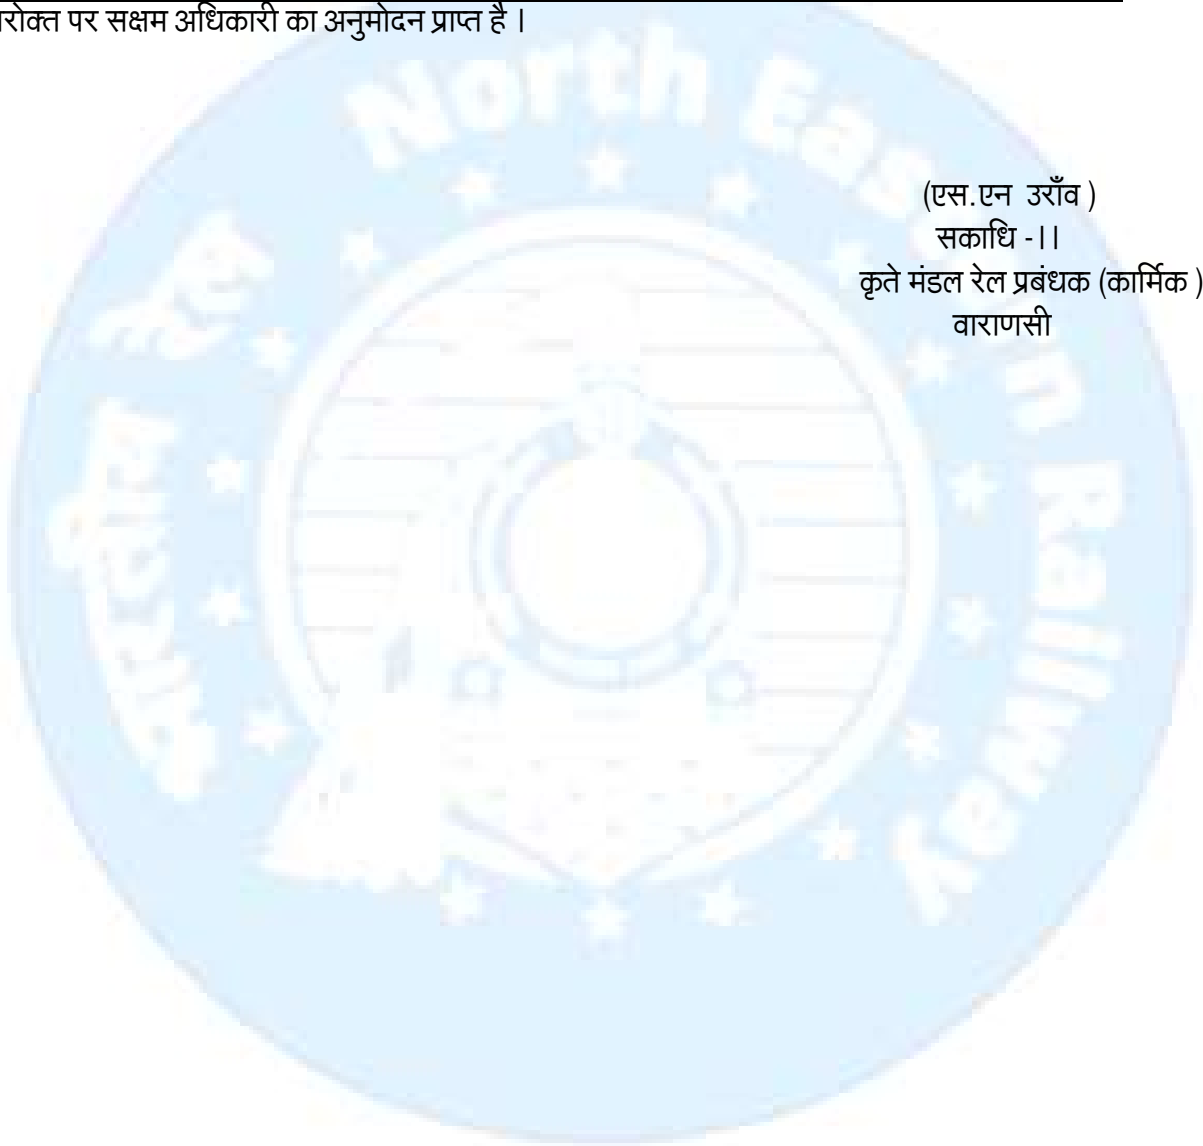 रोक्त पर सक्षम अधिकारी का अनुमोदन प्राप्त है ।
(एस.एन उराँव )
सकाधि -।।
कृते मंडल रेल प्रबंधक (कार्मिक )
वाराणसी
North Eastern Railway